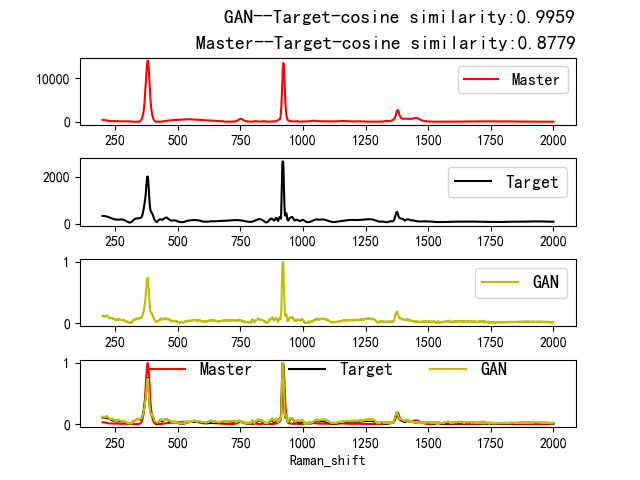 GAN--Target-cosine similarity:0.9959
Master--Target-cosine similarity:0.8779
10000
0
Master
250 500 750 1000 1250 1500 1750 2000
2000
0
Target
250 500 750 1000 1250 1500 1750 2000
1
0
GAN
250 500 750 1000 1250 1500 1750 2000
1
0
Master Target GAN
250 500 750 1000 1250 1500 1750 2000
Raman_shift